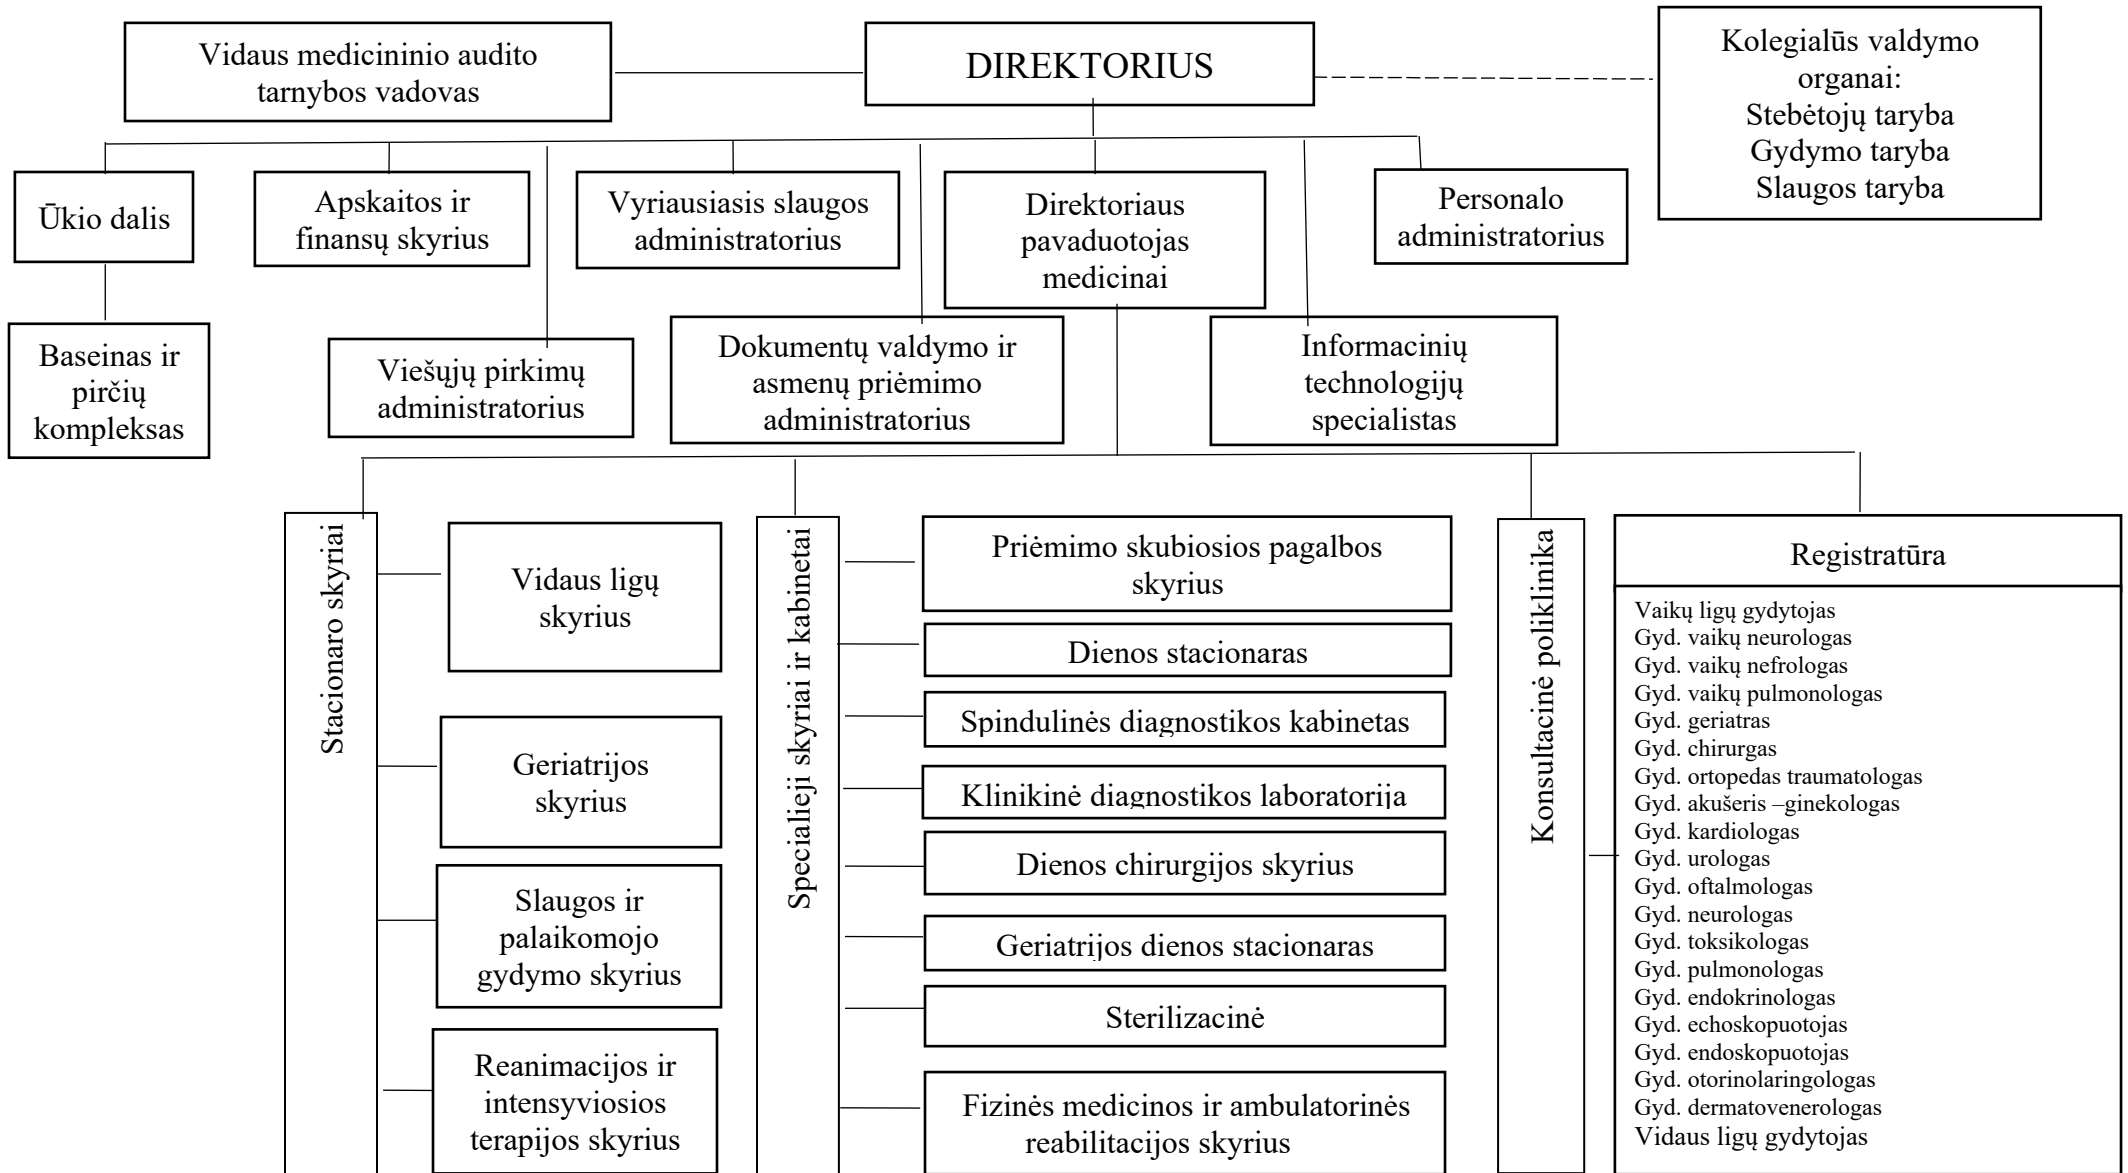 Vidaus medicininio audito
tarnybos vadovas
DIREKTORIUS
Kolegialūs valdymo
organai:
Stebėtojų taryba
Gydymo taryba
Slaugos taryba
Ūkio dalis
Apskaitos ir
finansų skyrius
Vyriausiasis slaugos
administratorius
Direktoriaus
pavaduotojas
medicinai
Personalo
administratorius
Baseinas ir
pirčių
kompleksas
Viešųjų pirkimų
administratorius
Dokumentų valdymo ir
asmenų priėmimo
administratorius
Informacinių
technologijų
specialistas
Stacionaro skyriai
Vidaus ligų
skyrius
Geriatrijos
skyrius
Slaugos ir
palaikomojo
gydymo skyrius
Reanimacijos ir
intensyviosios
terapijos skyrius
Specialieji skyriai ir kabinetai
Priėmimo skubiosios pagalbos
skyrius
Dienos stacionaras
Spindulinės diagnostikos kabinetas
Klinikinė diagnostikos laboratorija
Dienos chirurgijos skyrius
Geriatrijos dienos stacionaras
Sterilizacinė
Fizinės medicinos ir ambulatorinės
reabilitacijos skyrius
Konsultacinė poliklinika
Registratūra
Vaikų ligų gydytojas
Gyd. vaikų neurologas
Gyd. vaikų nefrologas
Gyd. vaikų pulmonologas
Gyd. geriatras
Gyd. chirurgas
Gyd. ortopedas traumatologas
Gyd. akušeris –ginekologas
Gyd. kardiologas
Gyd. urologas
Gyd. oftalmologas
Gyd. neurologas
Gyd. toksikologas
Gyd. pulmonologas
Gyd. endokrinologas
Gyd. echoskopuotojas
Gyd. endoskopuotojas
Gyd. otorinolaringologas
Gyd. dermatovenerologas
Vidaus ligų gydytojas